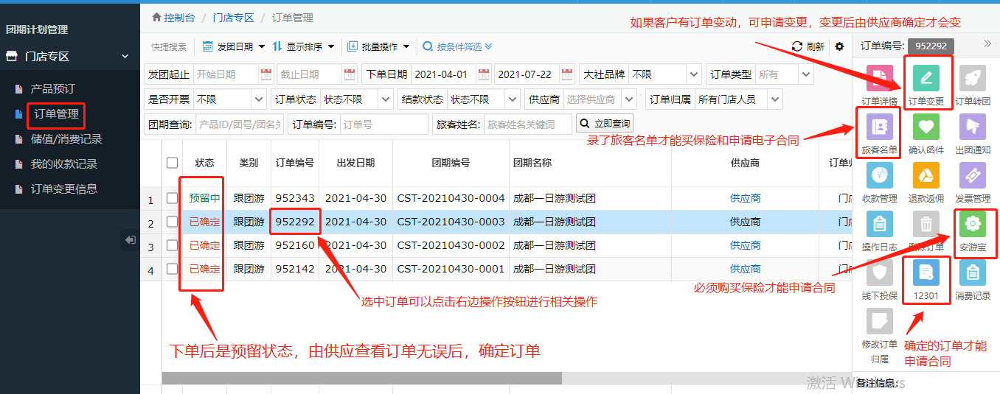 控制台 / 门店专区 / 订单管理
如果客户有订单变动，可申请变更，变更后由供应商确定才会变
团期计划管理
门店专区
产品预订
订单管理
储值/消费记录
我的收款记录
订单变更信息
快捷搜索 发团日期 显示排序 批量操作 按条件筛选 刷新
发团起止 开始日期 截止日期 下单日期 2021-04-01 2021-07-22 大社品牌 不限 订单类型 所有
是否开票 不限 订单状态 状态不限 结款状态 状态不限 供应商 选择供应商 订单归属 所有门店人员
团期查询: 产品ID/团号/团名关 订单编号: 订单号 旅客姓名: 旅客姓名关键词 立即查询
录了旅客名单才能买保险和申请电子合同
状态 类别 订单编号 出发日期 团期编号 团期名称 供应商
1 预留中 跟团游 952343 2021-04-30 CST-20210430-0004 成都一日游测试团 供应商
2 已确定 跟团游 952292 2021-04-30 CST-20210430-0003 成都一日游测试团 供应商
3 已确定 跟团游 952160 2021-04-30 CST-20210430-0002 成都一日游测试团 供应商
4 已确定 跟团游 952142 2021-04-30 CST-20210430-0001 成都一日游测试团 供应商
选中订单可以点击右边操作按钮进行相关操作
必须购买保险才能申请合同
下单后是预留状态，由供应查看订单无误后，确定订单
订单编号: 952292
订单详情 订单变更 订单转团
旅客名单 确认函件 出团通知
收款管理 退款返佣 发票管理
操作日志 删除订单 安游宝
线下投保 12301 消费记录
修改订单
归属
确定的订单才能
申请合同
备注信息:
激活 Windows